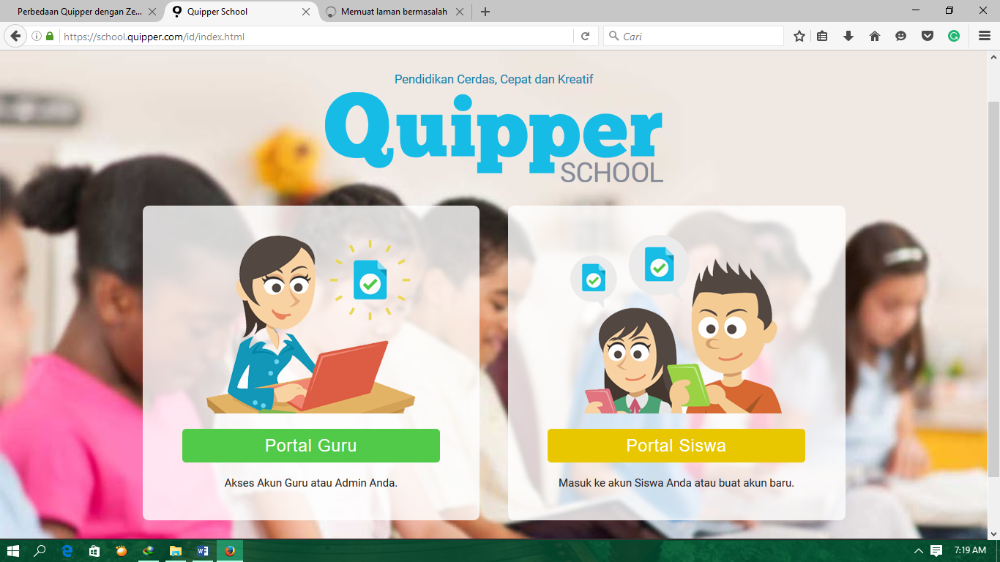 Perbedaan Quipper dengan Ze...
Quipper School
Memuat laman bermasalah
https://school.quipper.com/id/index.html
Cari
Pendidikan Cerdas, Cepat dan Kreatif
Quipper
SCHOOL
Portal Guru
Portal Siswa
Akses Akun Guru atau Admin Anda.
Masuk ke akun Siswa Anda atau buat akun baru.
7:19 AM